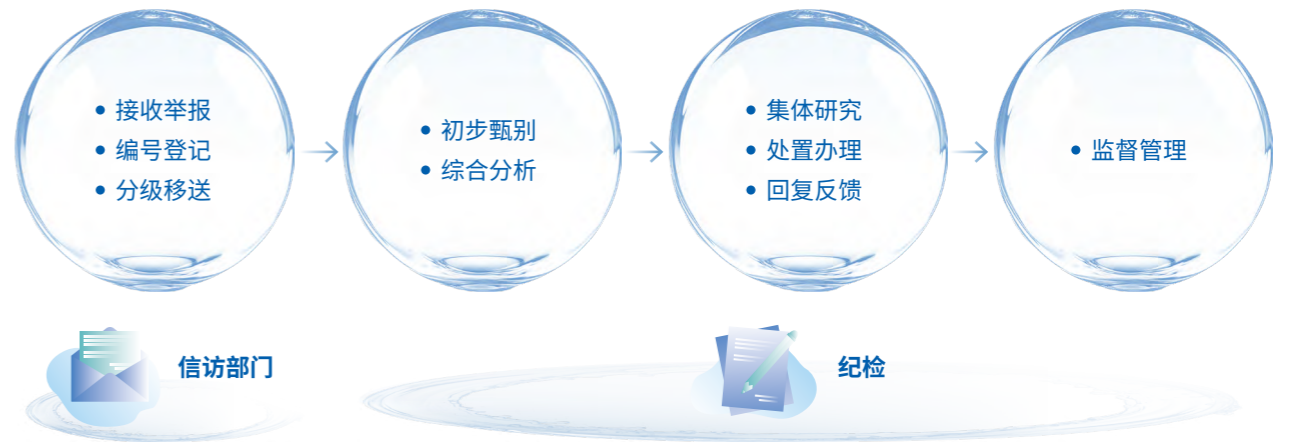 • 接收举报
• 编号登记
• 分级移送
• 初步甄别
• 综合分析
• 集体研究
• 处置办理
• 回复反馈
• 监督管理
信访部门
纪检